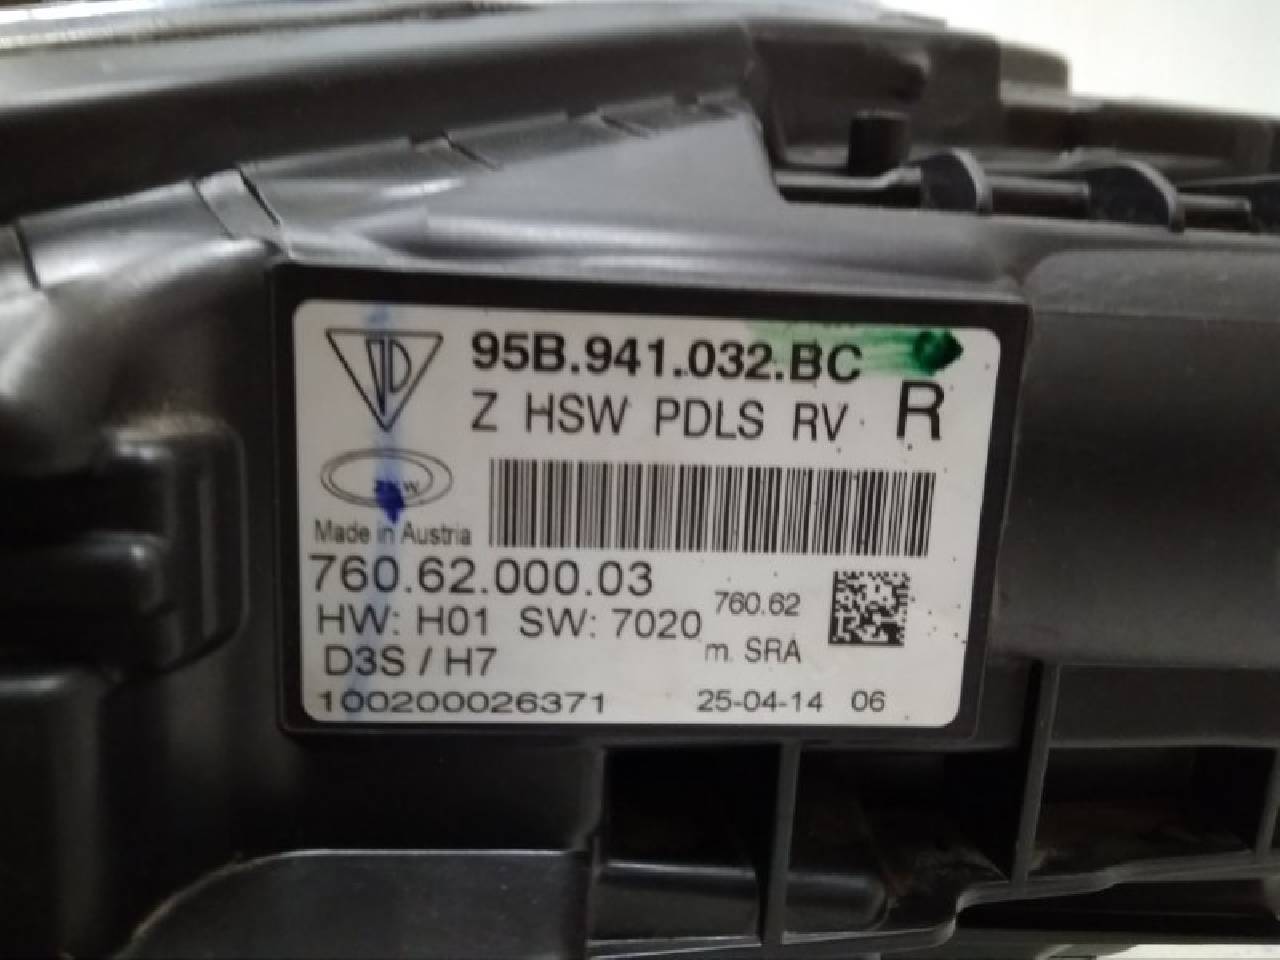 95B.941.032.BC
Z HSW PDLS RV R
ZKW
Made in Austria
760.62.000.03
760.62
HW: H01 SW: 7020
m. SRA
D3S / H7
100200026371 25-04-14 06